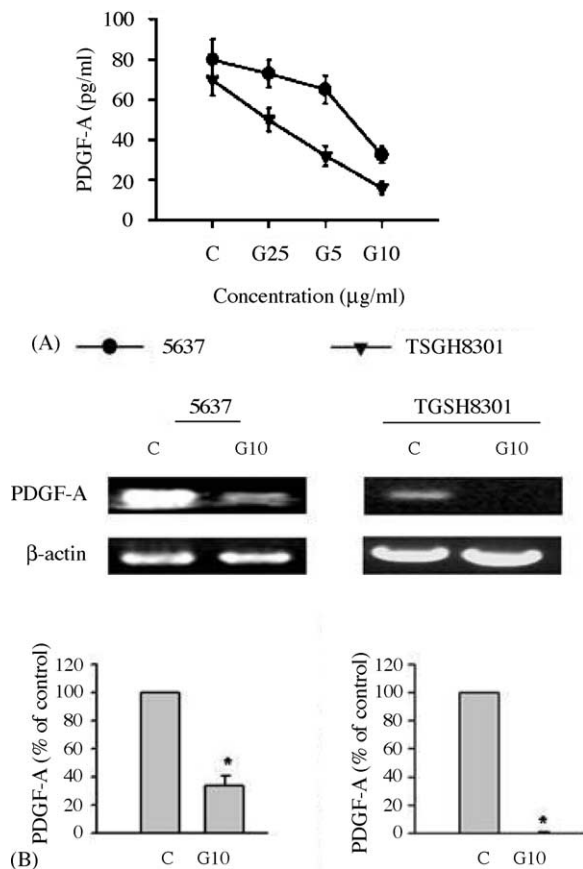 100
80
60
40
20
0
PDGF-A (pg/ml)
C G25 G5 G10
Concentration (μg/ml)
(A) 5637 TSGH8301
5637 TGSH8301
C G10 C G10
PDGF-A
β-actin
120
100
80
60
40
20
0
PDGF-A (% of control)
*
C G10
120
100
80
60
40
20
0
PDGF-A (% of control)
*
C G10
(B)